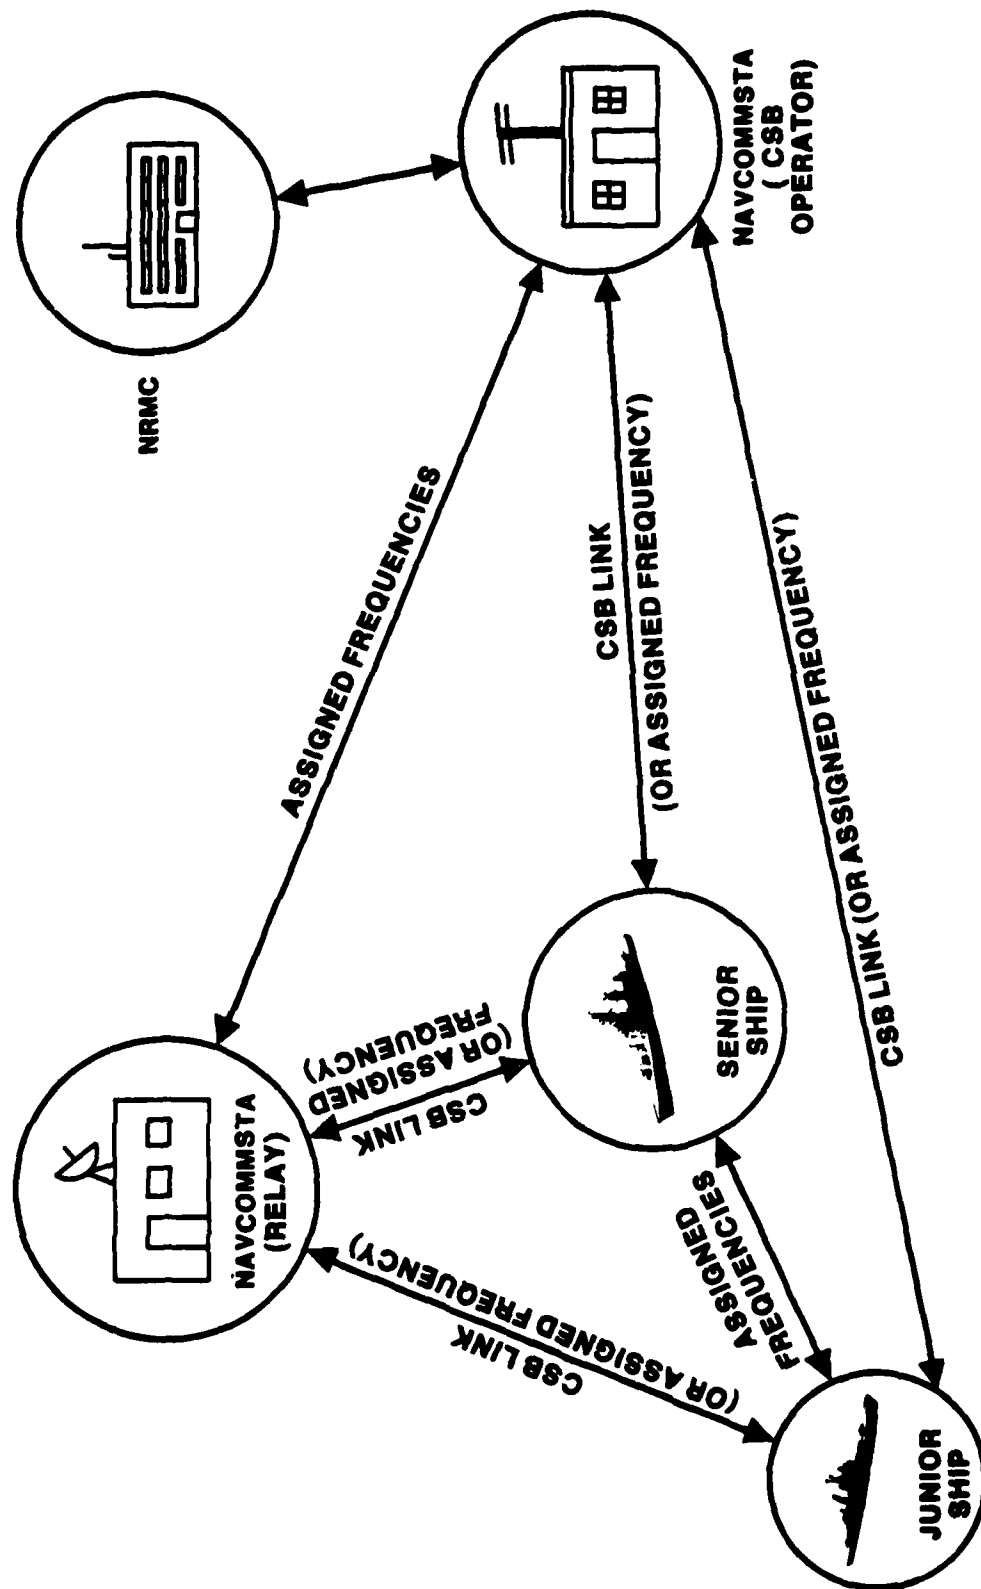 NRMC
NAVCOMMSTA
( CSB
OPERATOR)
ASSIGNED FREQUENCIES
CSB LINK
(OR ASSIGNED FREQUENCY)
CSB LINK (OR ASSIGNED FREQUENCY)
NAVCOMMSTA
(RELAY)
CSB LINK
(OR ASSIGNED
FREQUENCY)
SENIOR
SHIP
CSB LINK
(OR ASSIGNED FREQUENCY)
ASSIGNED
FREQUENCIES
JUNIOR
SHIP